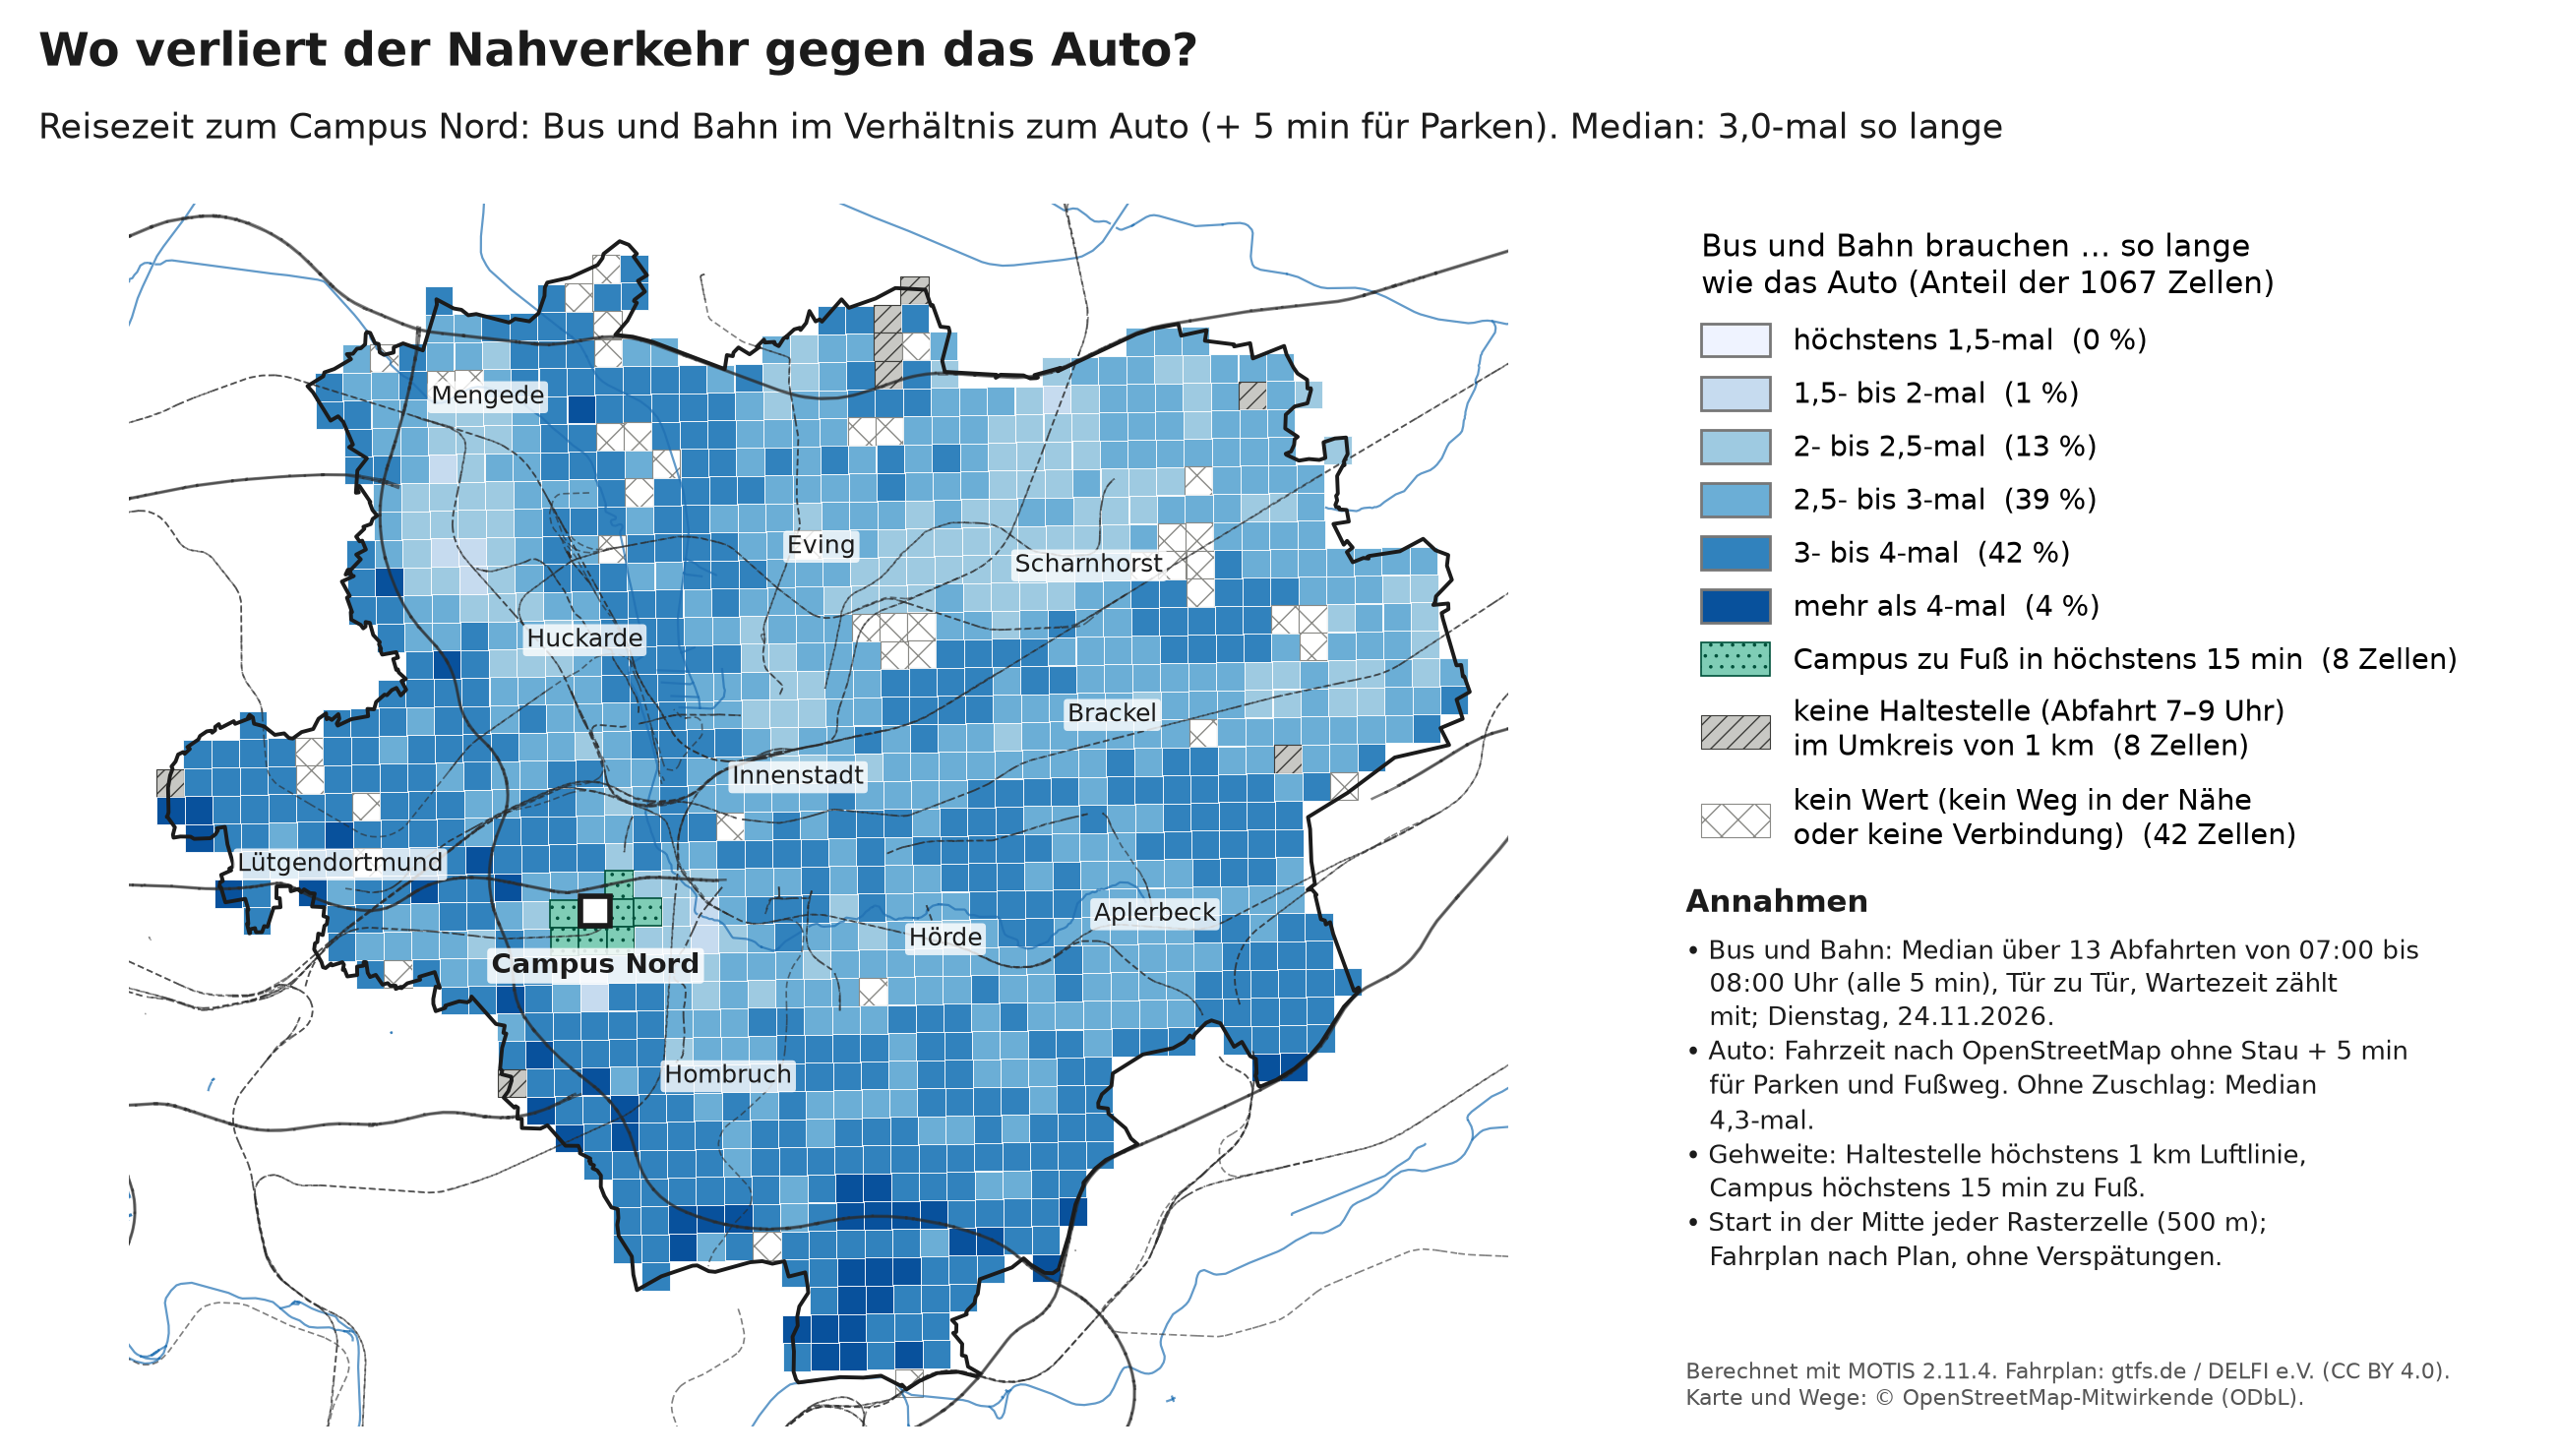 Wo verliert der Nahverkehr gegen das Auto?
Reisezeit zum Campus Nord: Bus und Bahn im Verhältnis zum Auto (+ 5 min für Parken). Median: 3,0-mal so lange
Mengede
Eving
Scharnhorst
Huckarde
Brackel
Innenstadt
Lütgendortmund
Aplerbeck
Hörde
Campus Nord
Hombruch
Bus und Bahn brauchen ... so lange
wie das Auto (Anteil der 1067 Zellen)
höchstens 1,5-mal (0 %)
1,5- bis 2-mal (1 %)
2- bis 2,5-mal (13 %)
2,5- bis 3-mal (39 %)
3- bis 4-mal (42 %)
mehr als 4-mal (4 %)
Campus zu Fuß in höchstens 15 min (8 Zellen)
keine Haltestelle (Abfahrt 7–9 Uhr)
im Umkreis von 1 km (8 Zellen)
kein Wert (kein Weg in der Nähe
oder keine Verbindung) (42 Zellen)
Annahmen
• Bus und Bahn: Median über 13 Abfahrten von 07:00 bis
08:00 Uhr (alle 5 min), Tür zu Tür, Wartezeit zählt
mit; Dienstag, 24.11.2026.
• Auto: Fahrzeit nach OpenStreetMap ohne Stau + 5 min
für Parken und Fußweg. Ohne Zuschlag: Median
4,3-mal.
• Gehweite: Haltestelle höchstens 1 km Luftlinie,
Campus höchstens 15 min zu Fuß.
• Start in der Mitte jeder Rasterzelle (500 m);
Fahrplan nach Plan, ohne Verspätungen.
Berechnet mit MOTIS 2.11.4. Fahrplan: gtfs.de / DELFI e.V. (CC BY 4.0).
Karte und Wege: © OpenStreetMap-Mitwirkende (ODbL).